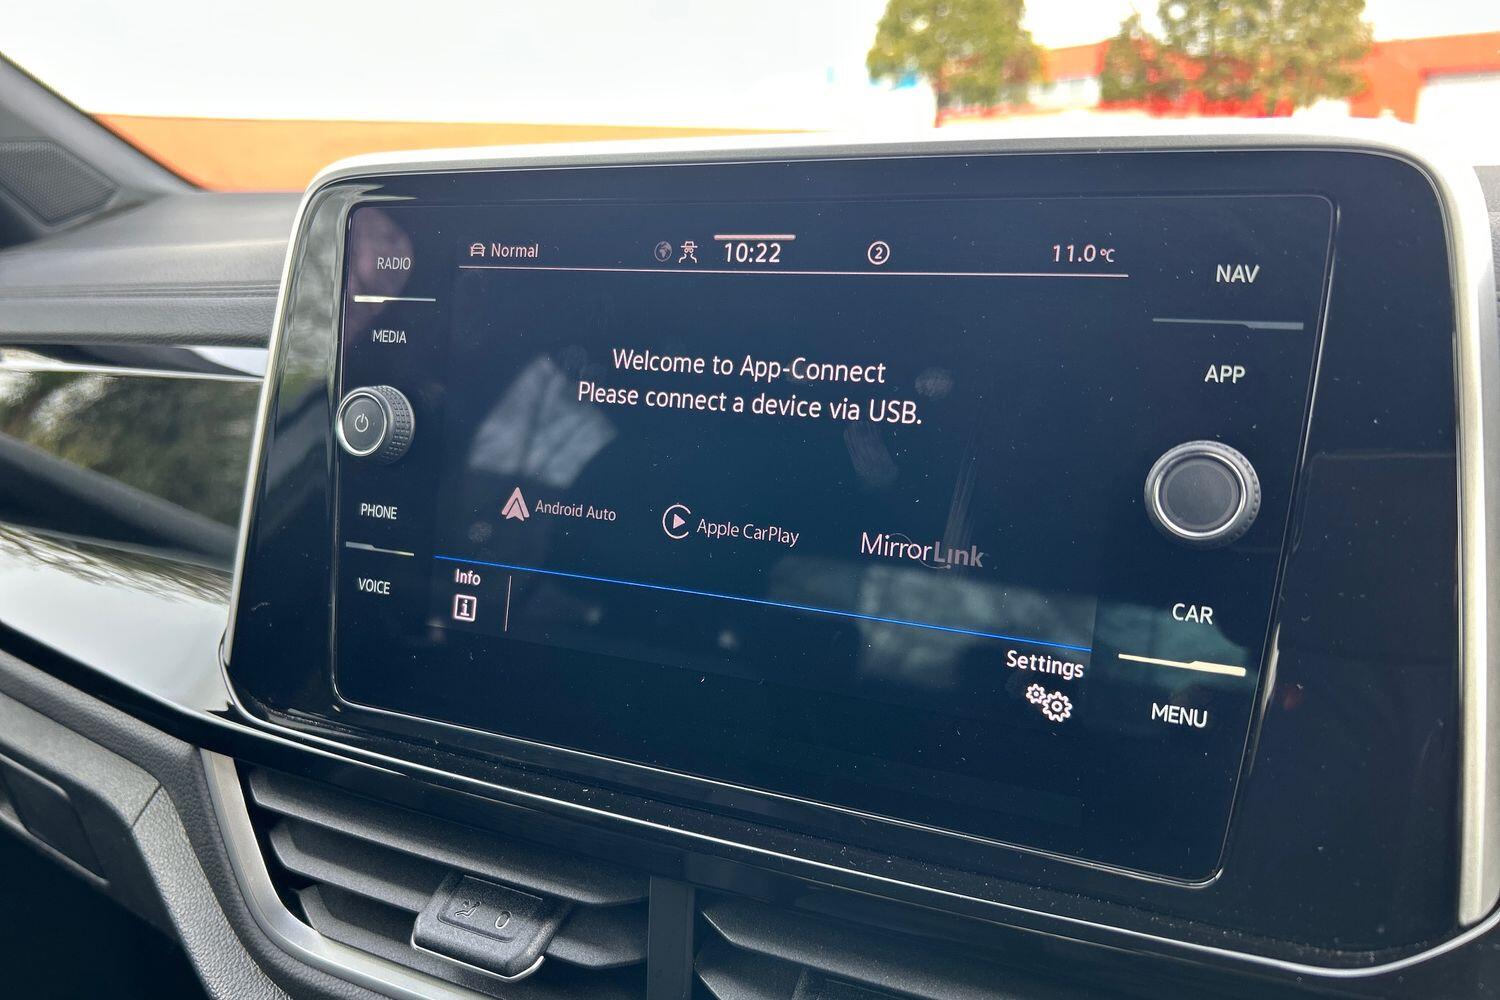 RADIO
Normal
10:22
2
11.0°C
NAV
MEDIA
Welcome to App-Connect
Please connect a device via USB.
APP
PHONE
Android Auto
Apple CarPlay
MirrorLink
VOICE
Info
i
Settings
CAR
MENU
0